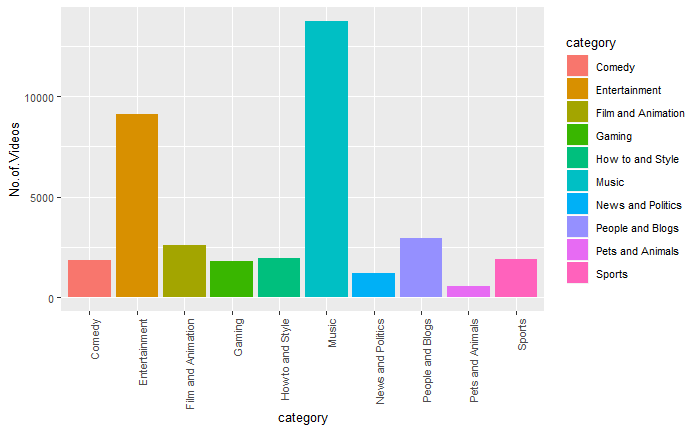 No.of.Videos
10000
5000
0
Comedy
Entertainment
Film and Animation
Gaming
How to and Style
Music
News and Politics
People and Blogs
Pets and Animals
Sports
category
category
Comedy
Entertainment
Film and Animation
Gaming
How to and Style
Music
News and Politics
People and Blogs
Pets and Animals
Sports